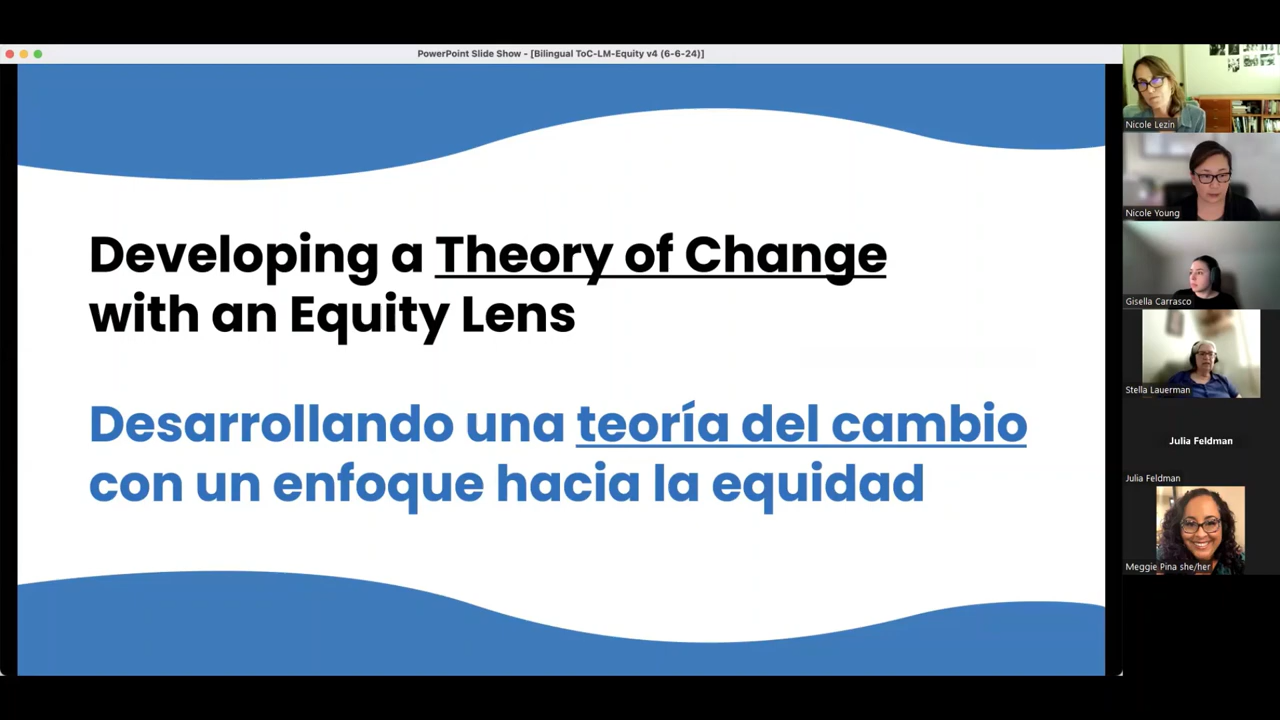 PowerPoint Slide Show - [Bilingual ToC-LM-Equity v4 (6-6-24)]
Developing a Theory of Change
with an Equity Lens
Desarrollando una teoría del cambio
con un enfoque hacia la equidad
Nicole Lezin
Nicole Young
Gisella Carrasco
Stella Lauerman
Julia Feldman
Julia Feldman
Meggie Pina she/her